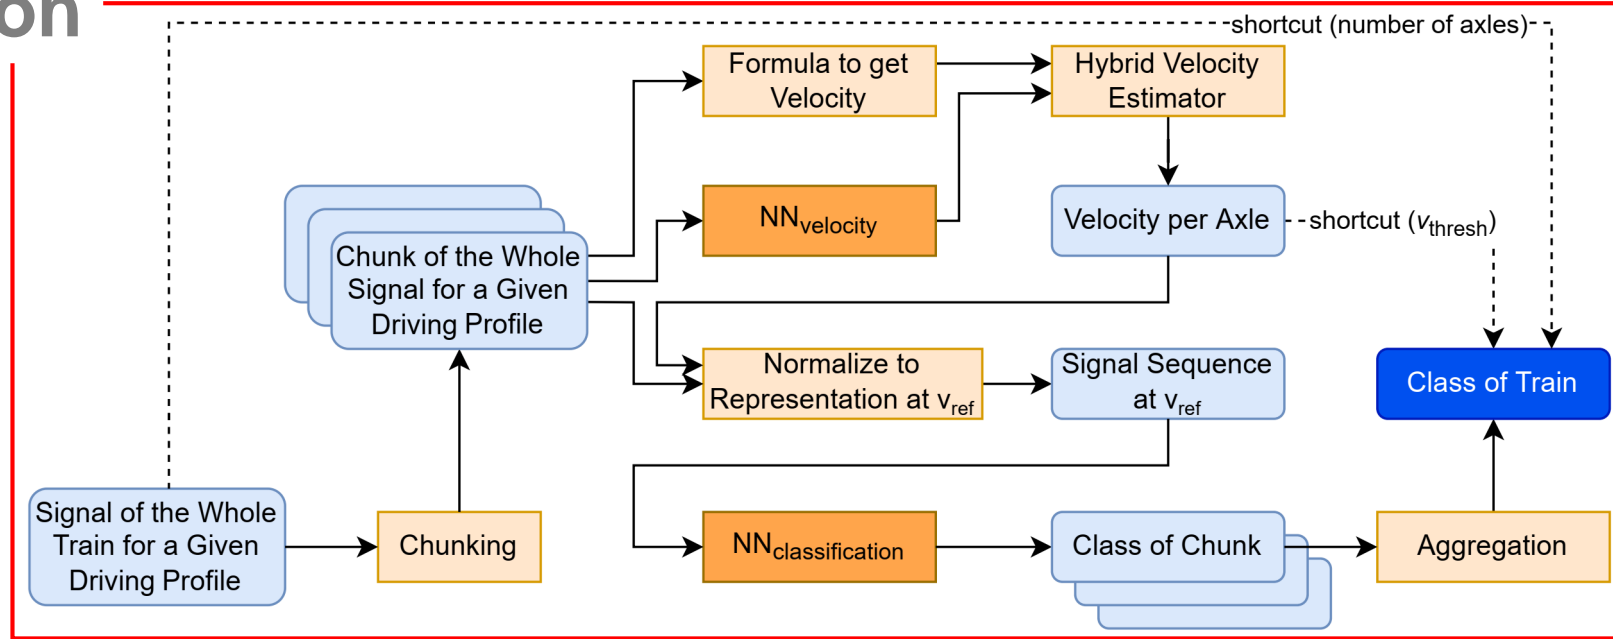 on
shortcut (number of axles)
Formula to get
Velocity
Hybrid Velocity
Estimator
NNvelocity
Velocity per Axle
shortcut (vthresh)
Chunk of the Whole
Signal for a Given
Driving Profile
Normalize to
Representation at vref
Signal Sequence
at vref
Class of Train
Signal of the Whole
Train for a Given
Driving Profile
Chunking
NNclassification
Class of Chunk
Aggregation